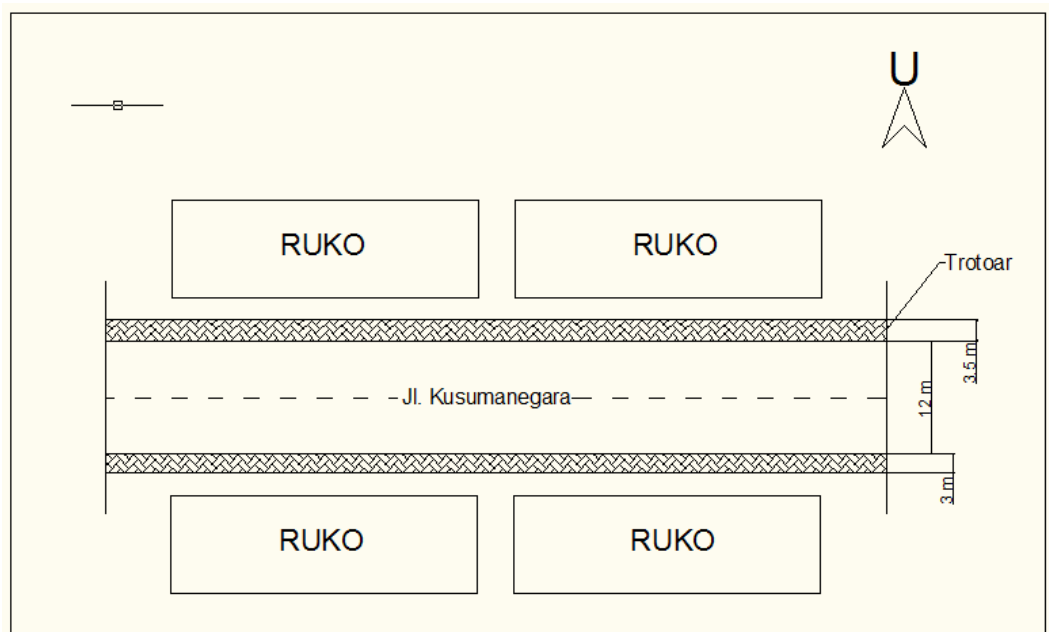 U
RUKO
RUKO
Trotoar
3.5 m
Jl. Kusumanegara
12 m
3 m
RUKO
RUKO